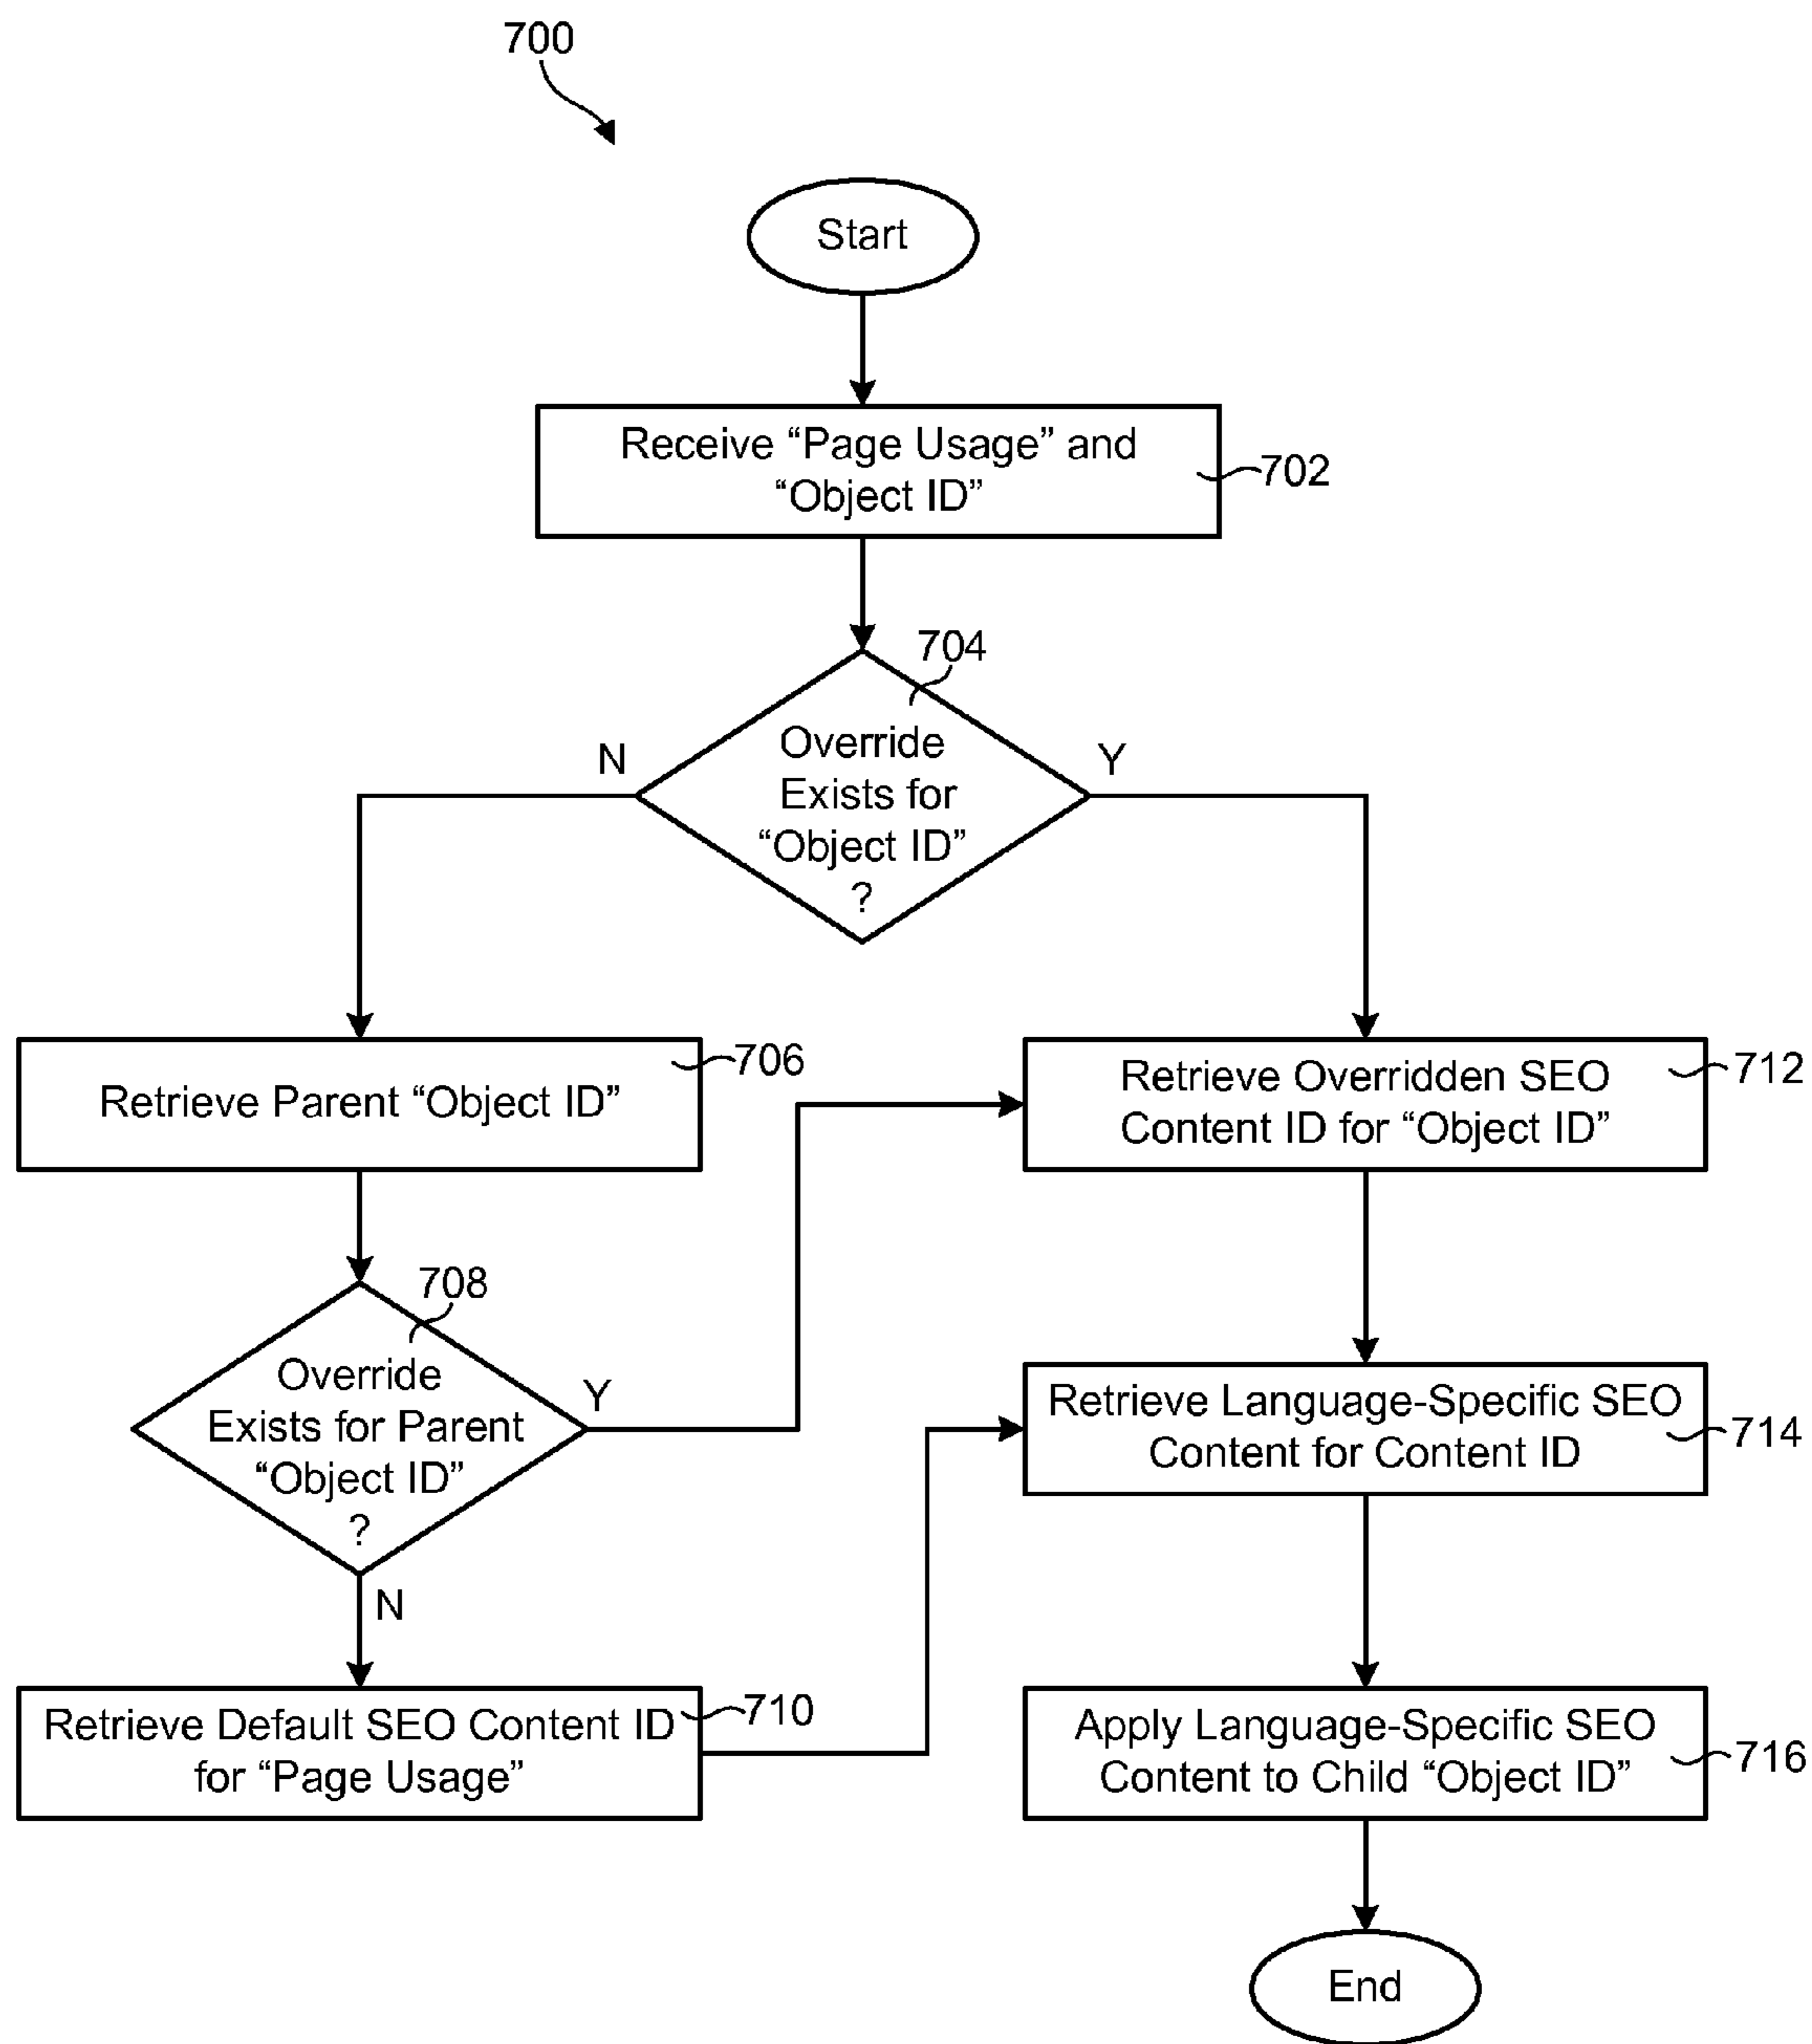 700
Start
Receive “Page Usage” and
“Object ID”
702
704
Override
Exists for
“Object ID”
?
N
Y
Retrieve Parent “Object ID”
706
Retrieve Overridden SEO
Content ID for “Object ID”
712
708
Override
Exists for Parent
“Object ID”
?
Y
N
Retrieve Language-Specific SEO
Content for Content ID
714
Retrieve Default SEO Content ID
for “Page Usage”
710
Apply Language-Specific SEO
Content to Child “Object ID”
716
End